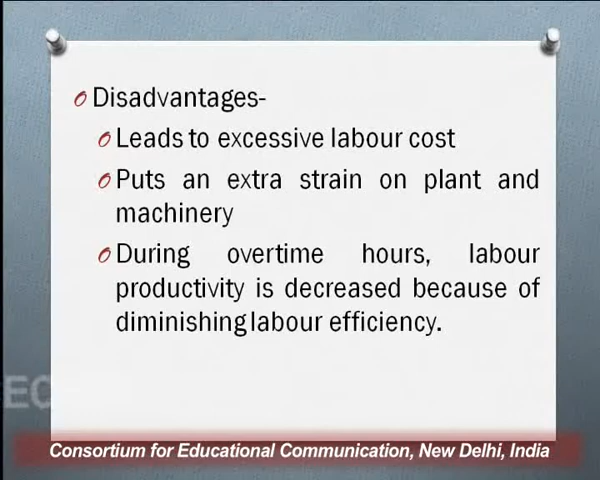 Disadvantages-
Leads to excessive labour cost
Puts an extra strain on plant and
machinery
During overtime hours, labour
productivity is decreased because of
diminishing labour efficiency.
EC
Consortium for Educational Communication, New Delhi, India